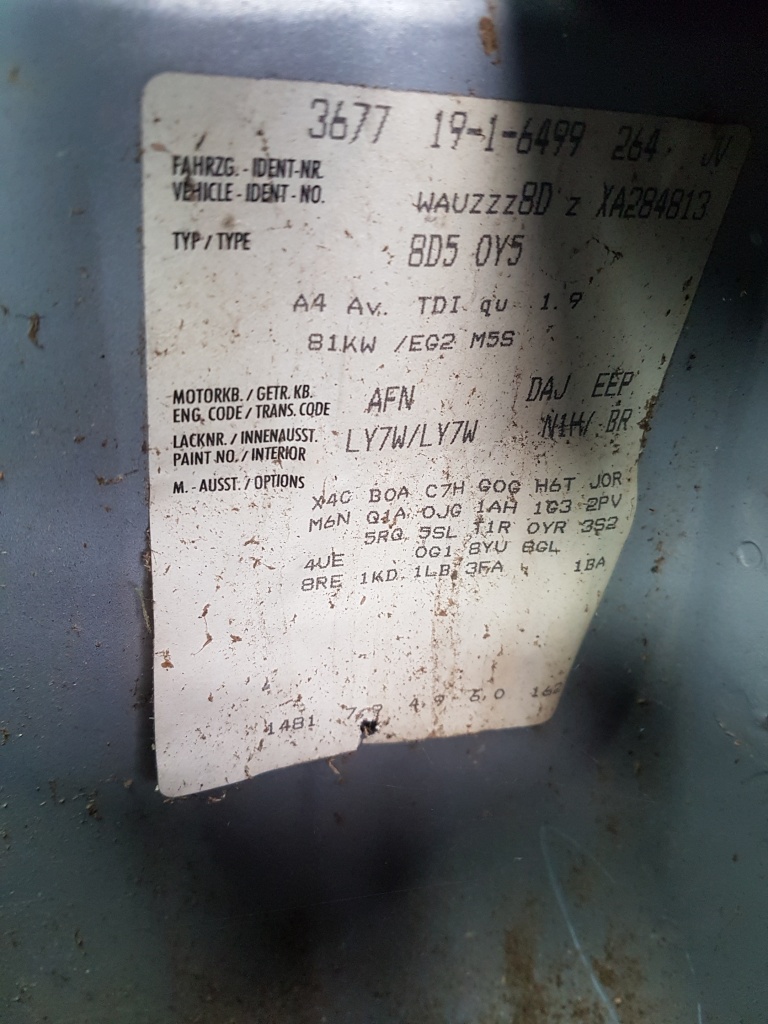 3677 19-1-6499 264 JV
FAHRZG. - IDENT-NR.
VEHICLE - IDENT - NO. WAUZZZ8D Z XA284813
TYP / TYPE 8D5 0Y5
A4 Av. TDI qu 1.9
81KW /EG2 M5S
MOTORKB. / GETR. KB.
ENG. CODE / TRANS. CODE AFN DAJ EEP
LACKNR. / INNENAUSST.
PAINT NO. / INTERIOR LY7W/LY7W N1H/ BR
M. - AUSST. / OPTIONS
X4C B0A C7H G0G H6T J0R
M6N Q1A 0JG 1AH 1G3 2PV
5RQ 5SL T1R 0YR 3S2
4UE 0G1 8YU 8GL
8RE 1KD 1LB 3FA 1BA
1481 4,9 162